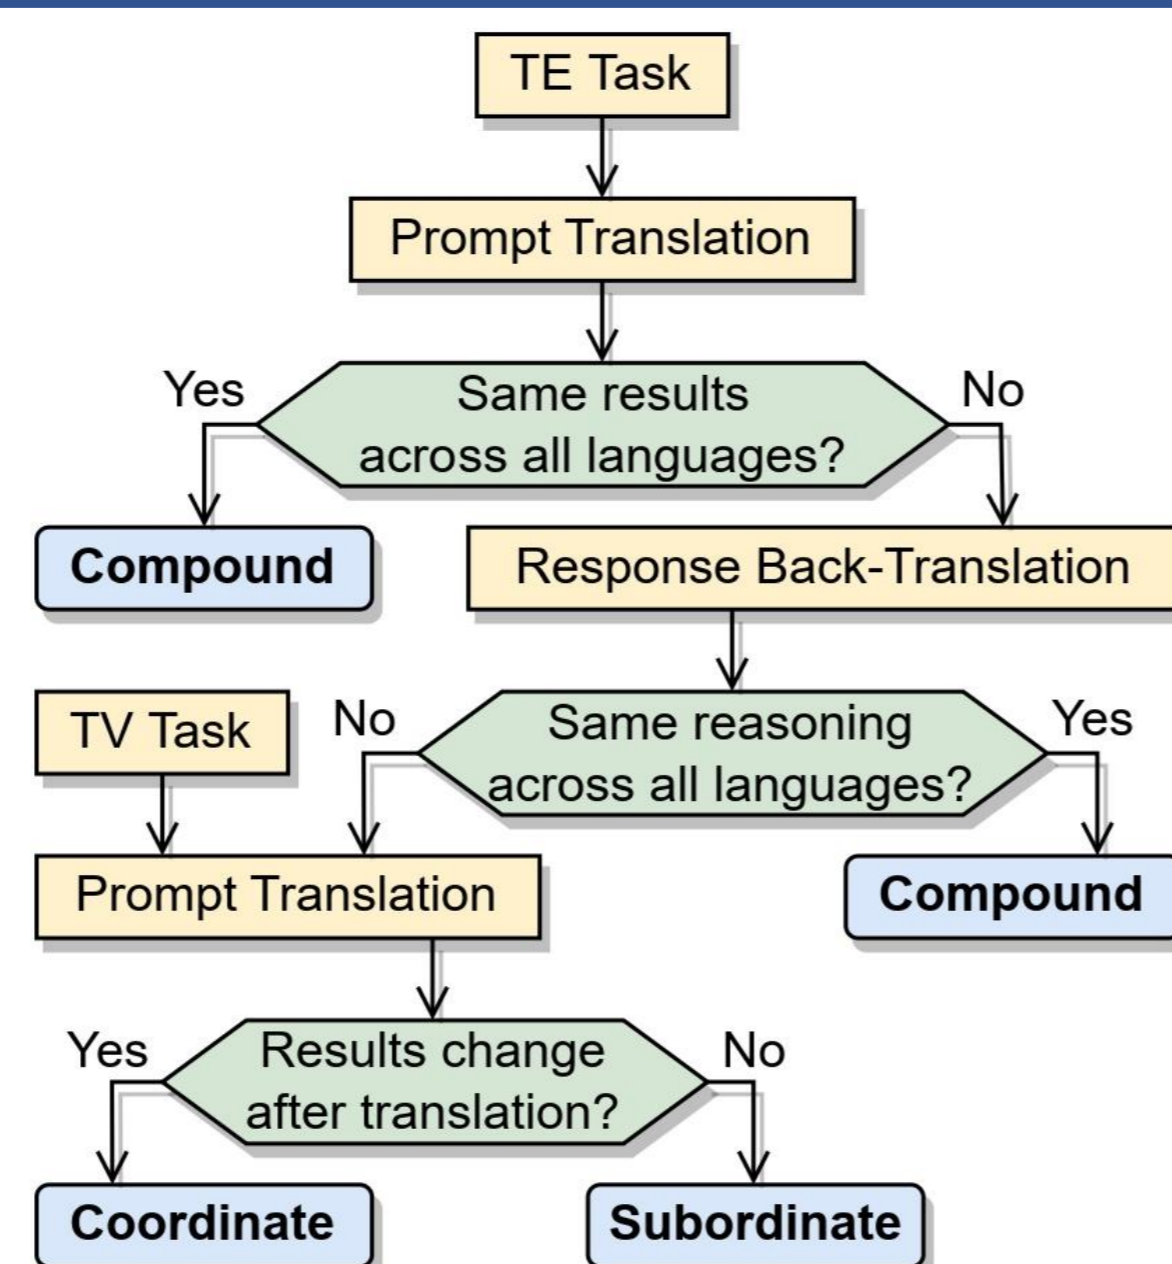 TE Task
Prompt Translation
Yes
Same results
across all languages?
No
Compound
Response Back-Translation
TV Task
No
Same reasoning
across all languages?
Yes
Prompt Translation
Compound
Yes
Results change
after translation?
No
Coordinate
Subordinate